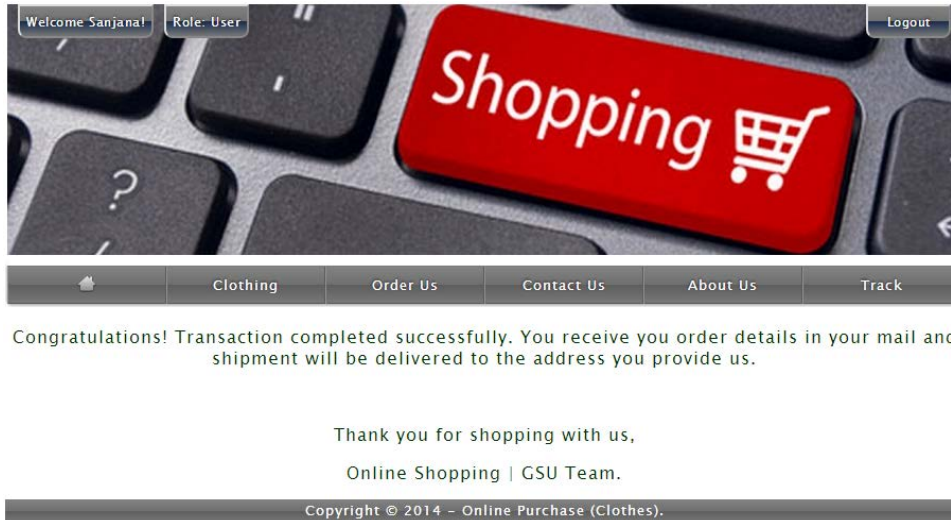 Welcome Sanjana! Role: User Logout
Shopping
?
Clothing Order Us Contact Us About Us Track
Congratulations! Transaction completed successfully. You receive you order details in your mail and
shipment will be delivered to the address you provide us.
Thank you for shopping with us,
Online Shopping | GSU Team.
Copyright © 2014 – Online Purchase (Clothes).